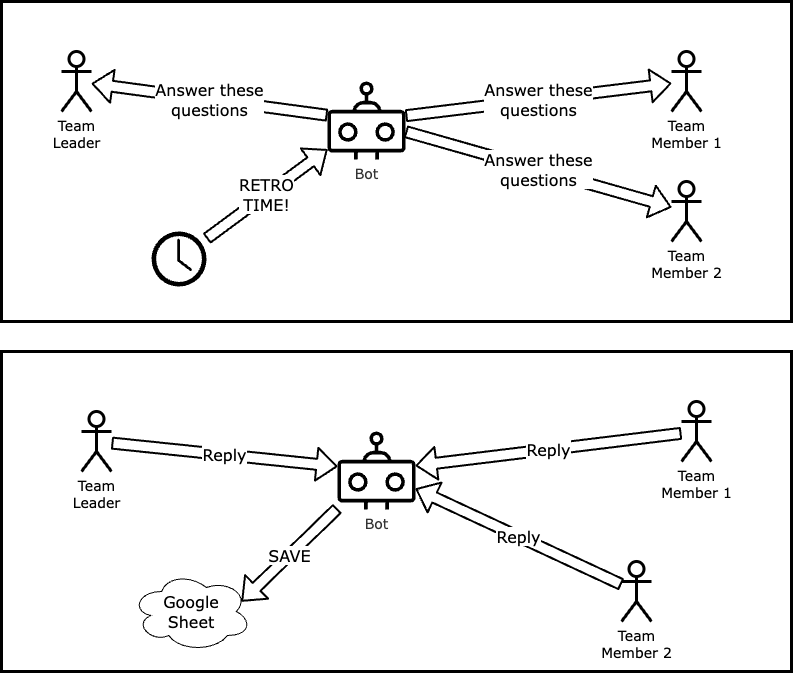 Answer these
questions
Team
Leader
Answer these
questions
Team
Member 1
Bot
Answer these
questions
RETRO
TIME!
Team
Member 2
Reply
Team
Leader
Reply
Team
Member 1
Bot
SAVE
Reply
Google
Sheet
Team
Member 2